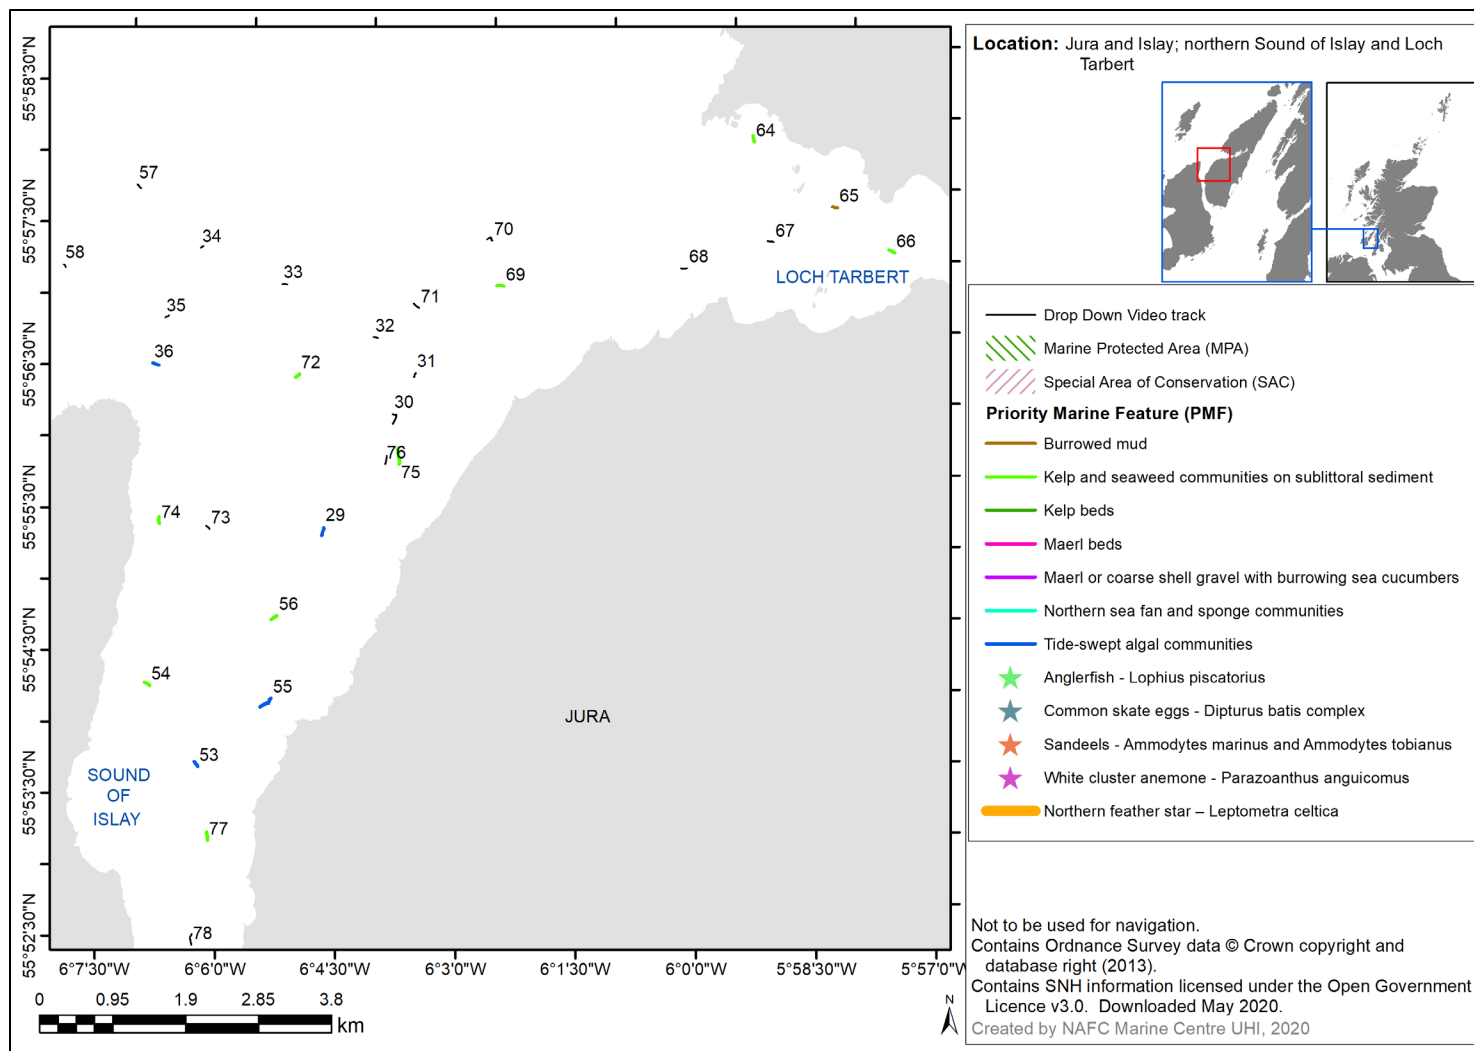 55°58'30"N
55°57'30"N
55°56'30"N
55°55'30"N
55°54'30"N
55°53'30"N
55°52'30"N
64
57
65
34
70
67
66
58
68
33
69
LOCH TARBERT
71
35
32
36
72
31
30
76
75
74
73
29
56
54
55
JURA
53
SOUND
OF
ISLAY
77
78
6°7'30"W
6°6'0"W
6°4'30"W
6°3'0"W
6°1'30"W
6°0'0"W
5°58'30"W
5°57'0"W
0
0.95
1.9
2.85
3.8
km
N
Location: Jura and Islay; northern Sound of Islay and Loch
Tarbert
Drop Down Video track
Marine Protected Area (MPA)
Special Area of Conservation (SAC)
Priority Marine Feature (PMF)
Burrowed mud
Kelp and seaweed communities on sublittoral sediment
Kelp beds
Maerl beds
Maerl or coarse shell gravel with burrowing sea cucumbers
Northern sea fan and sponge communities
Tide-swept algal communities
Anglerfish - Lophius piscatorius
Common skate eggs - Dipturus batis complex
Sandeels - Ammodytes marinus and Ammodytes tobianus
White cluster anemone - Parazoanthus anguicomus
Northern feather star – Leptometra celtica
Not to be used for navigation.
Contains Ordnance Survey data © Crown copyright and
database right (2013).
Contains SNH information licensed under the Open Government
Licence v3.0. Downloaded May 2020.
Created by NAFC Marine Centre UHI, 2020